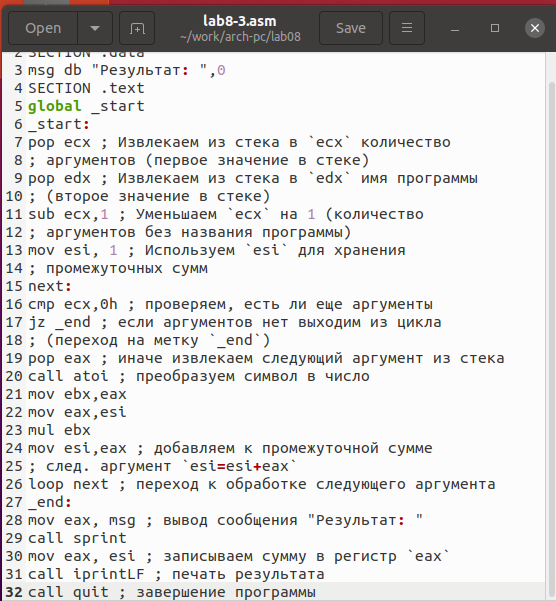 Open
lab8-3.asm
~/work/arch-pc/lab08
Save
2 SECTION .data
3 msg db "Результат: ",0
4 SECTION .text
5 global _start
6 _start:
7 pop ecx ; Извлекаем из стека в `ecx` количество
8 ; аргументов (первое значение в стеке)
9 pop edx ; Извлекаем из стека в `edx` имя программы
10 ; (второе значение в стеке)
11 sub ecx,1 ; Уменьшаем `ecx` на 1 (количество
12 ; аргументов без названия программы)
13 mov esi, 1 ; Используем `esi` для хранения
14 ; промежуточных сумм
15 next:
16 cmp ecx,0h ; проверяем, есть ли еще аргументы
17 jz _end ; если аргументов нет выходим из цикла
18 ; (переход на метку `_end`)
19 pop eax ; иначе извлекаем следующий аргумент из стека
20 call atoi ; преобразуем символ в число
21 mov ebx,eax
22 mov eax,esi
23 mul ebx
24 mov esi,eax ; добавляем к промежуточной сумме
25 ; след. аргумент `esi=esi+eax`
26 loop next ; переход к обработке следующего аргумента
27 _end:
28 mov eax, msg ; вывод сообщения "Результат: "
29 call sprint
30 mov eax, esi ; записываем сумму в регистр `eax`
31 call iprintLF ; печать результата
32 call quit ; завершение программы